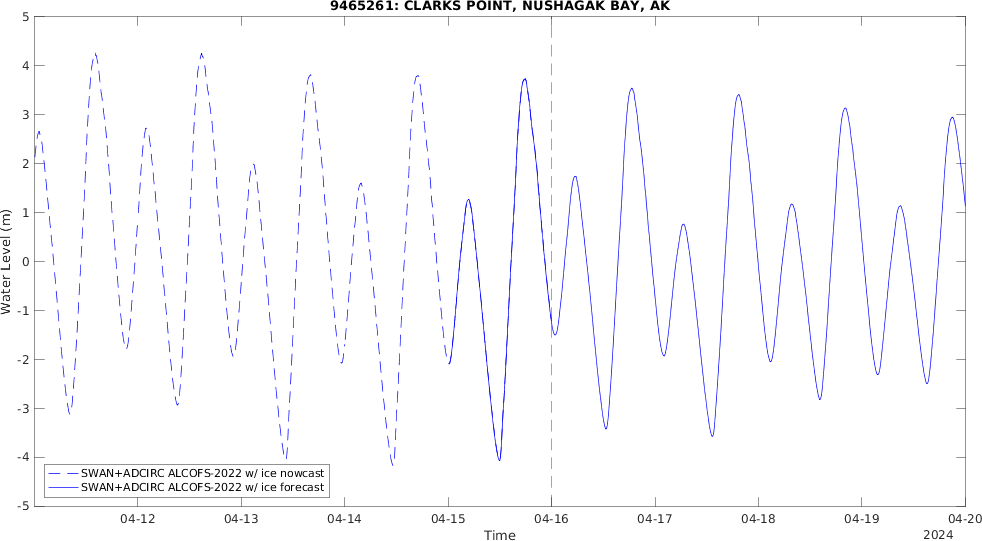 9465261: CLARKS POINT, NUSHAGAK BAY, AK
5
4
3
2
1
0
-1
-2
-3
-4
-5
Water Level (m)
SWAN+ADCIRC ALCOFS-2022 w/ ice nowcast
SWAN+ADCIRC ALCOFS-2022 w/ ice forecast
04-12 04-13 04-14 04-15 04-16 04-17 04-18 04-19 04-20
Time
2024